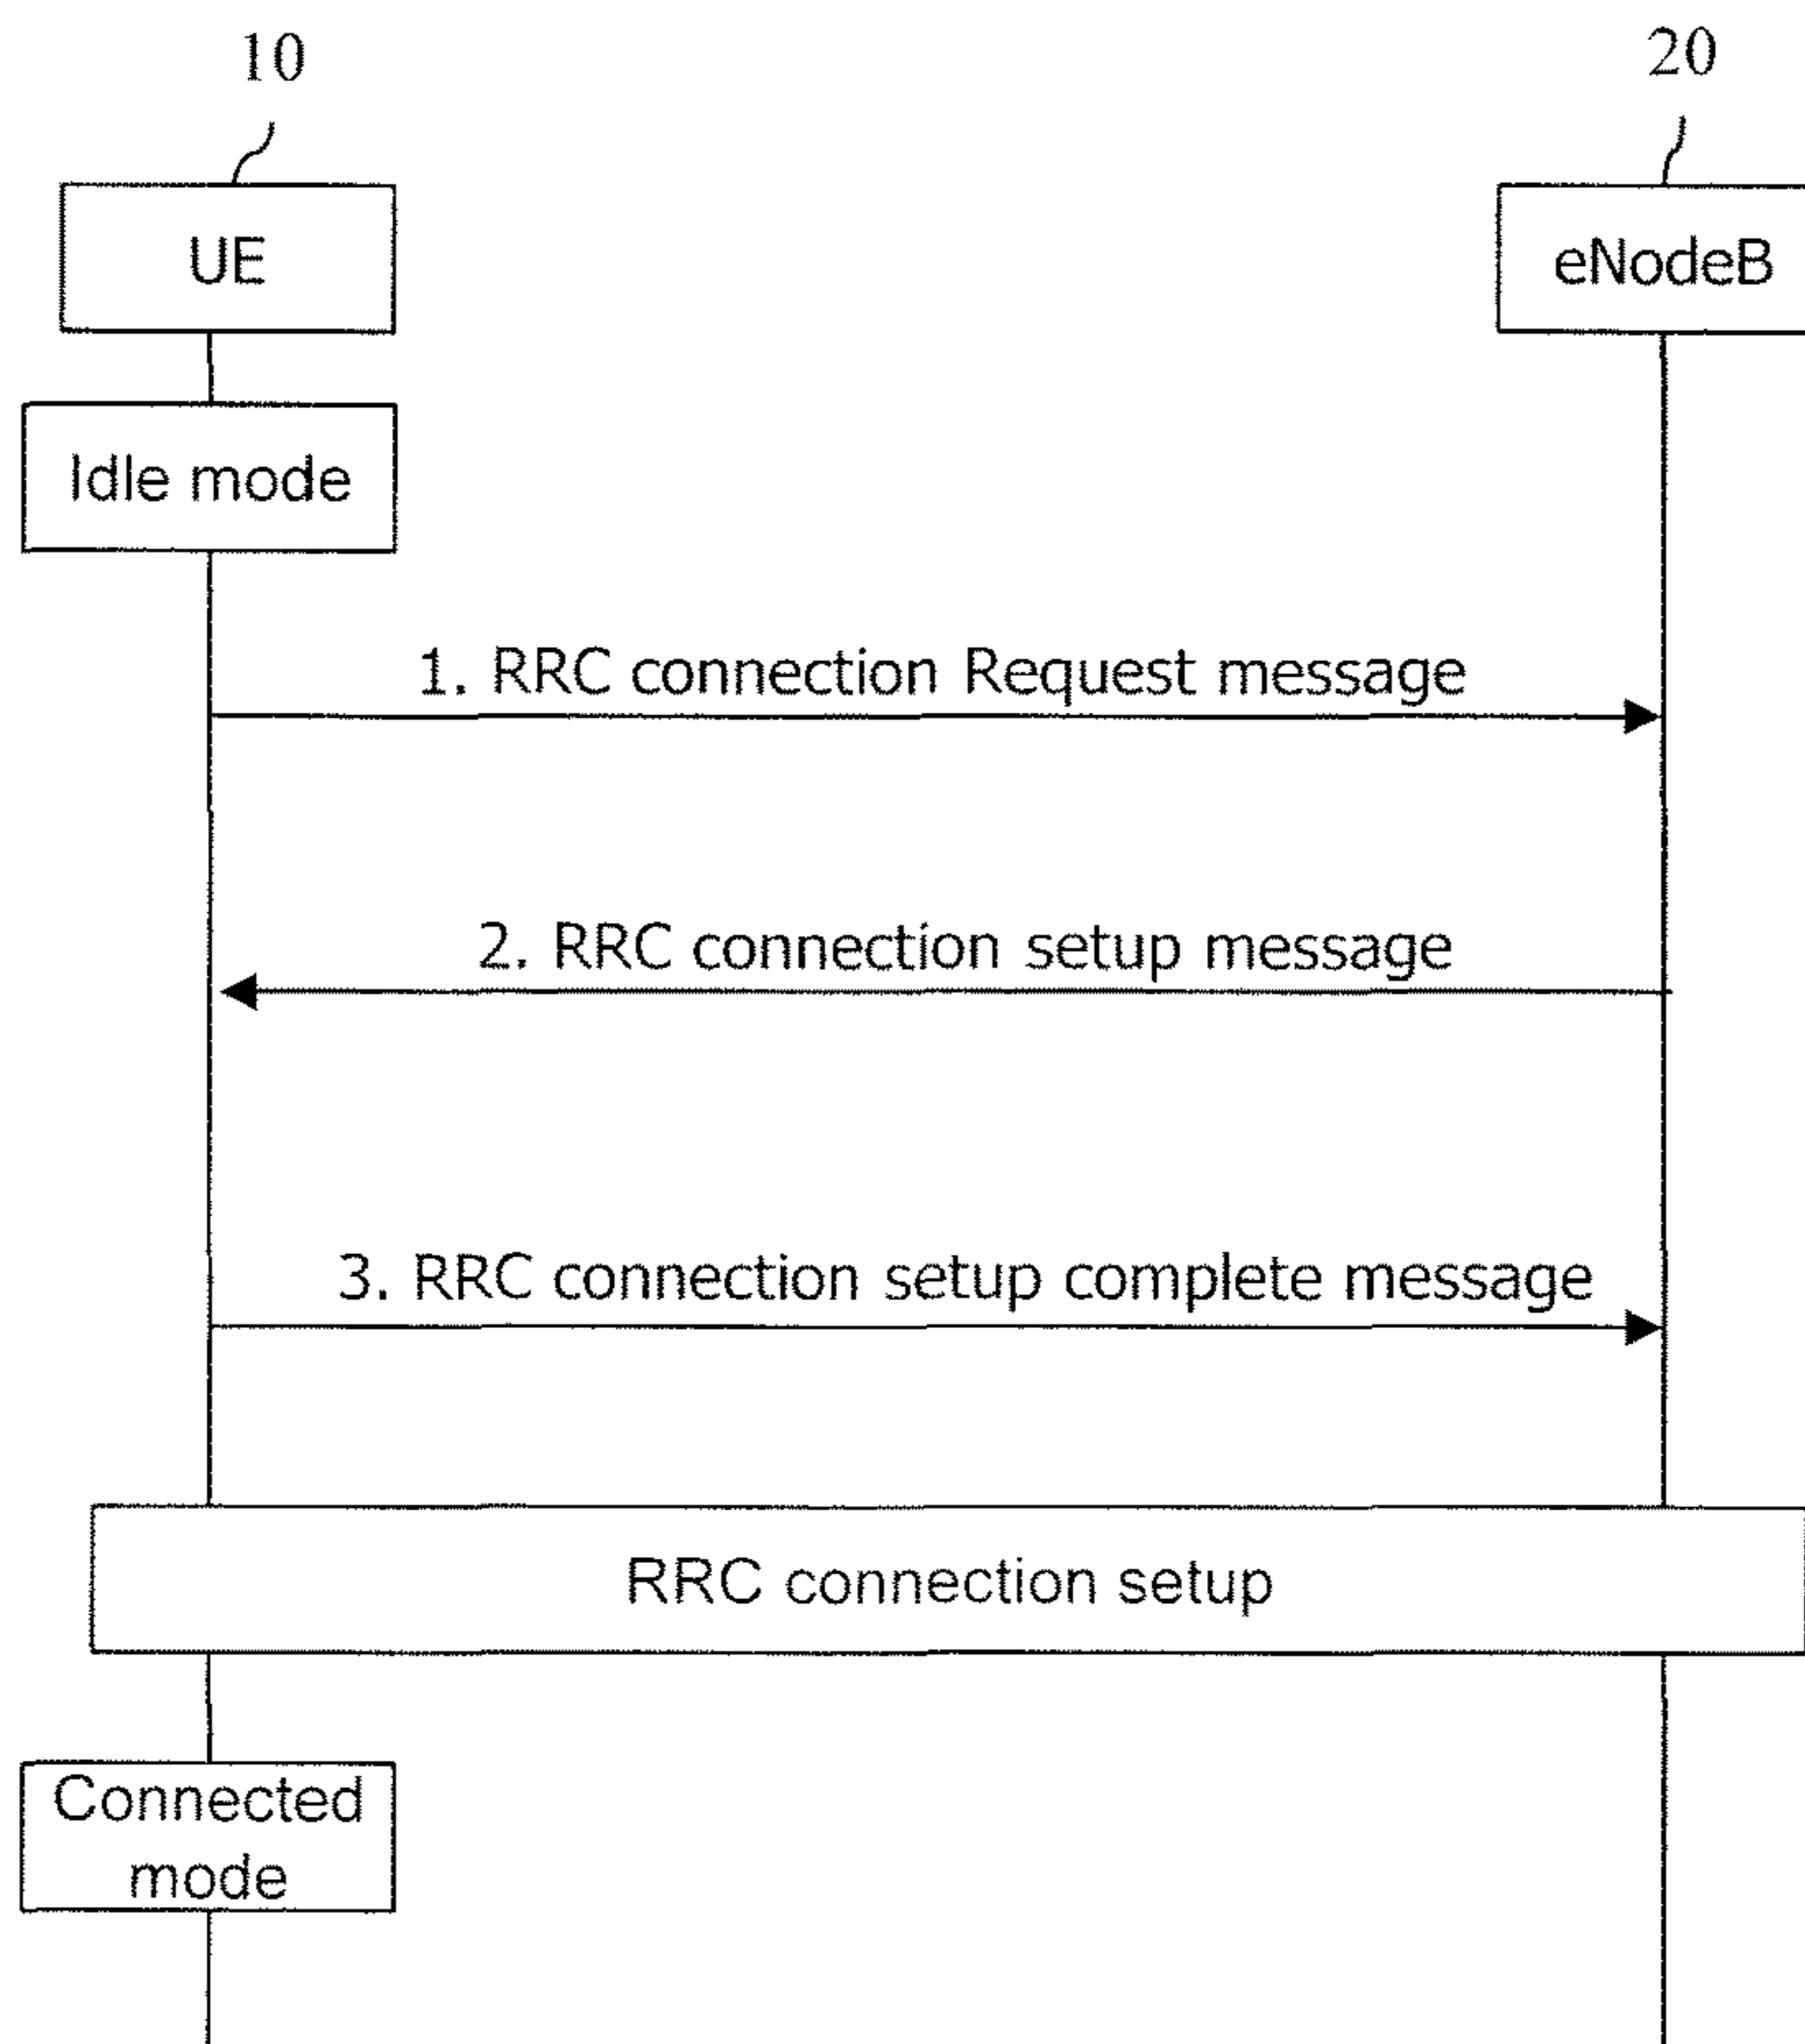 10
20
UE
eNodeB
Idle mode
1. RRC connection Request message
2. RRC connection setup message
3. RRC connection setup complete message
RRC connection setup
Connected
mode